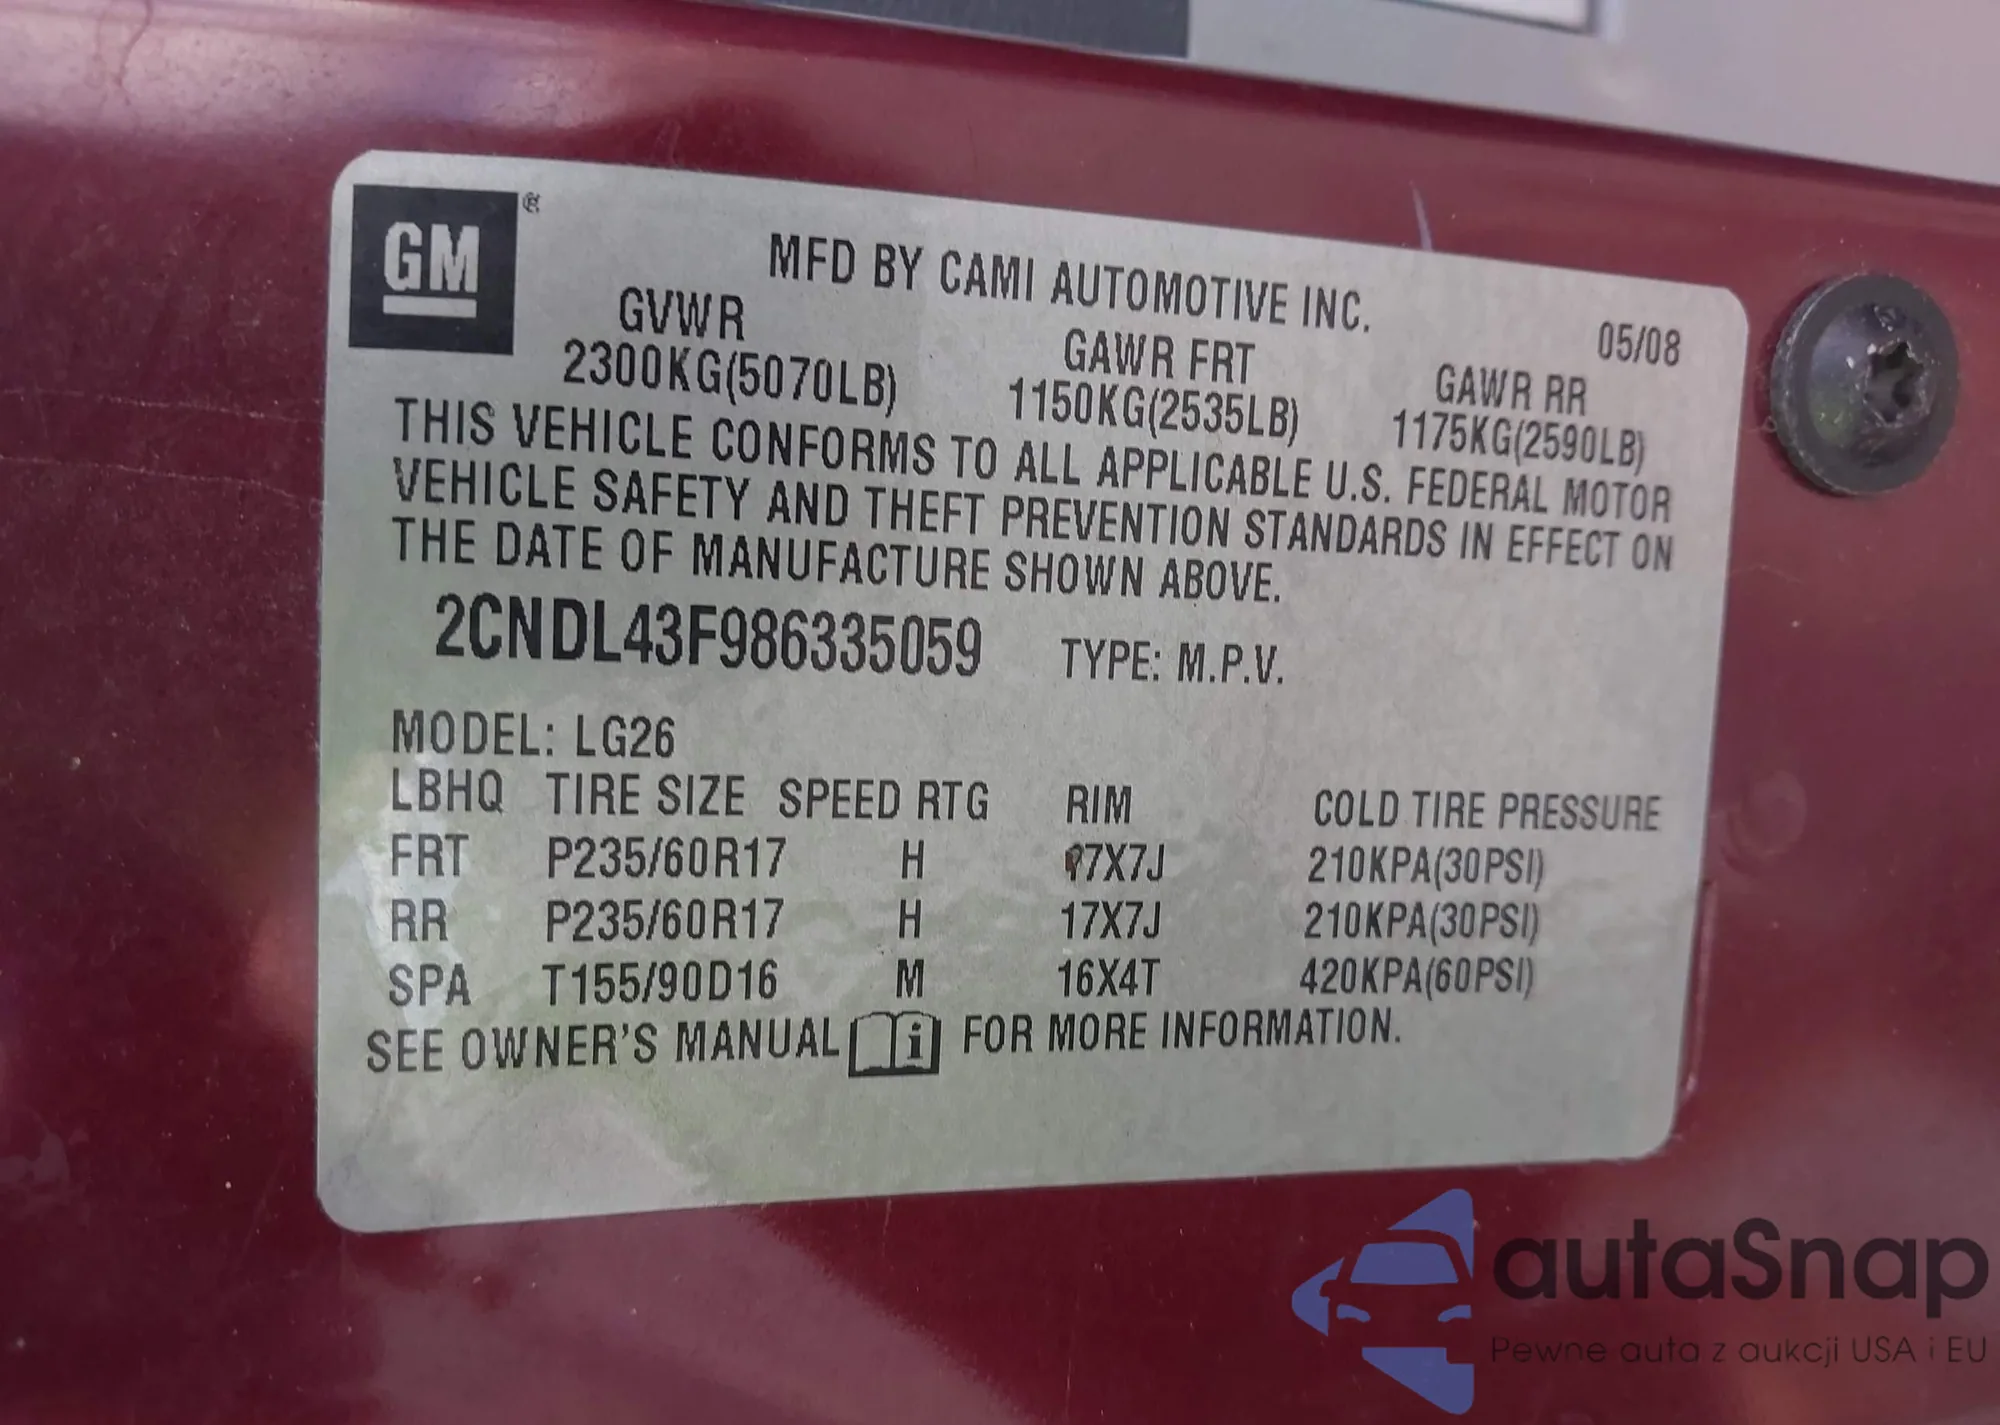 GM®
MFD BY CAMI AUTOMOTIVE INC.
05/08
GVWR GAWR FRT GAWR RR
2300KG(5070LB) 1150KG(2535LB) 1175KG(2590LB)
THIS VEHICLE CONFORMS TO ALL APPLICABLE U.S. FEDERAL MOTOR
VEHICLE SAFETY AND THEFT PREVENTION STANDARDS IN EFFECT ON
THE DATE OF MANUFACTURE SHOWN ABOVE.
2CNDL43F986335059 TYPE: M.P.V.
MODEL: LG26
LBHQ TIRE SIZE SPEED RTG RIM COLD TIRE PRESSURE
FRT P235/60R17 H 17X7J 210KPA(30PSI)
RR P235/60R17 H 17X7J 210KPA(30PSI)
SPA T155/90D16 M 16X4T 420KPA(60PSI)
SEE OWNER'S MANUAL i FOR MORE INFORMATION.
autaSnap
Pewne auta z aukcji USA i EU